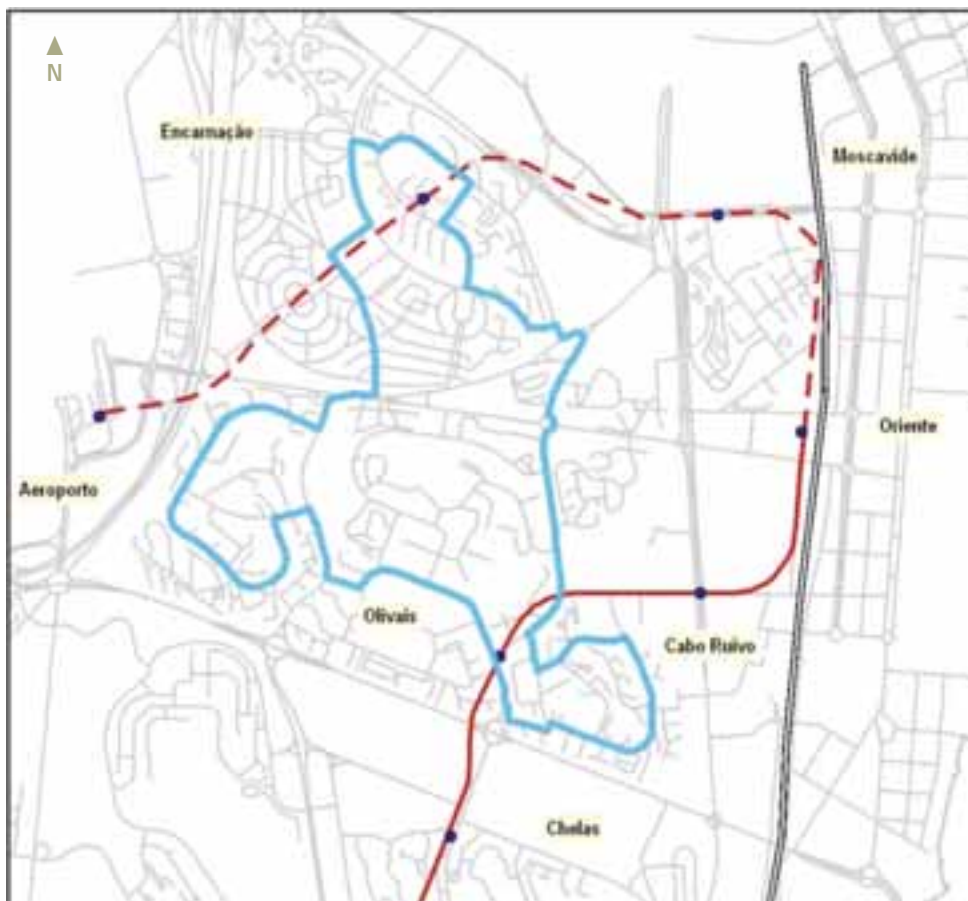 N
Encarnação
Moscavide
Oriente
Aeroporto
Olivais
Cabo Ruivo
Chelas